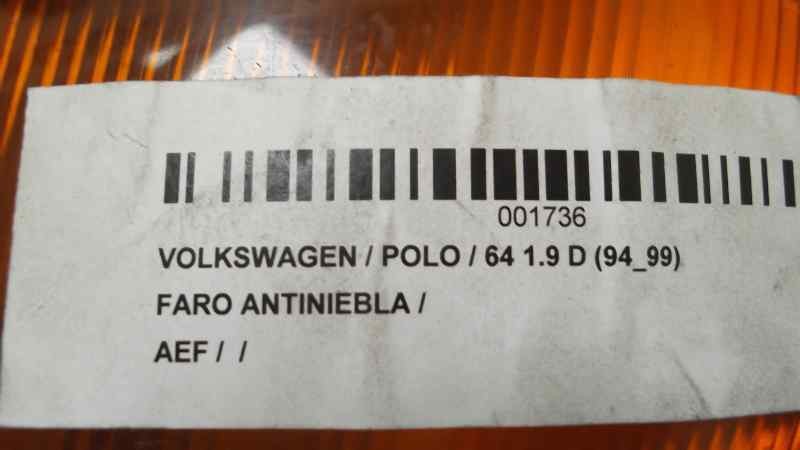 001736
VOLKSWAGEN / POLO / 64 1.9 D (94_99)
FARO ANTINIEBLA /
AEF / /